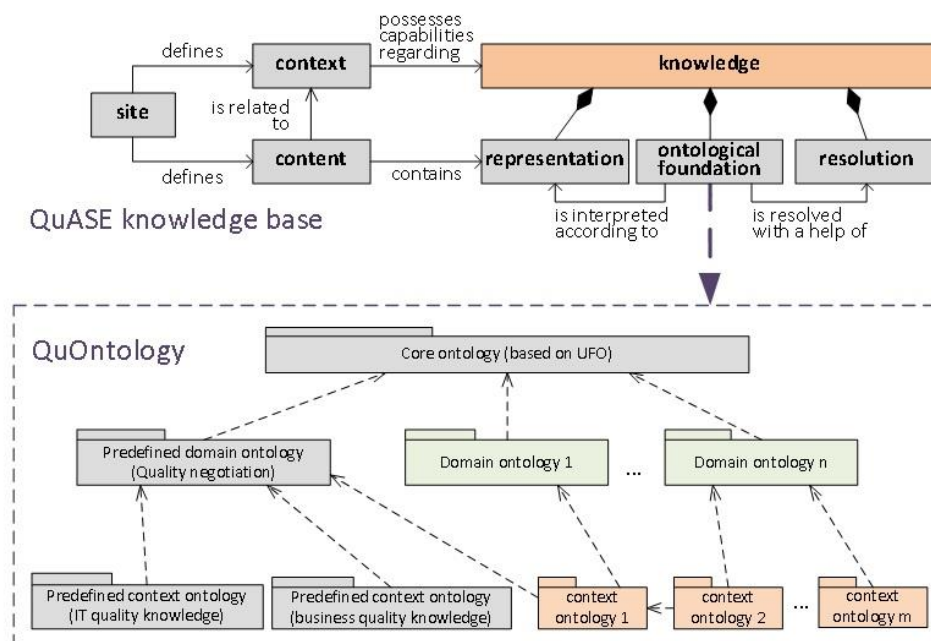 possesses
capabilities
regarding
defines
context
knowledge
is related
to
site
defines
content
contains
representation
ontological
foundation
resolution
is interpreted
according to
is resolved
with a help of
QuASE knowledge base
QuOntology
Core ontology (based on UFO)
Predefined domain ontology
(Quality negotiation)
Domain ontology 1
...
Domain ontology n
Predefined context ontology
(IT quality knowledge)
Predefined context ontology
(business quality knowledge)
context
ontology 1
context
ontology 2
...
context
ontology m